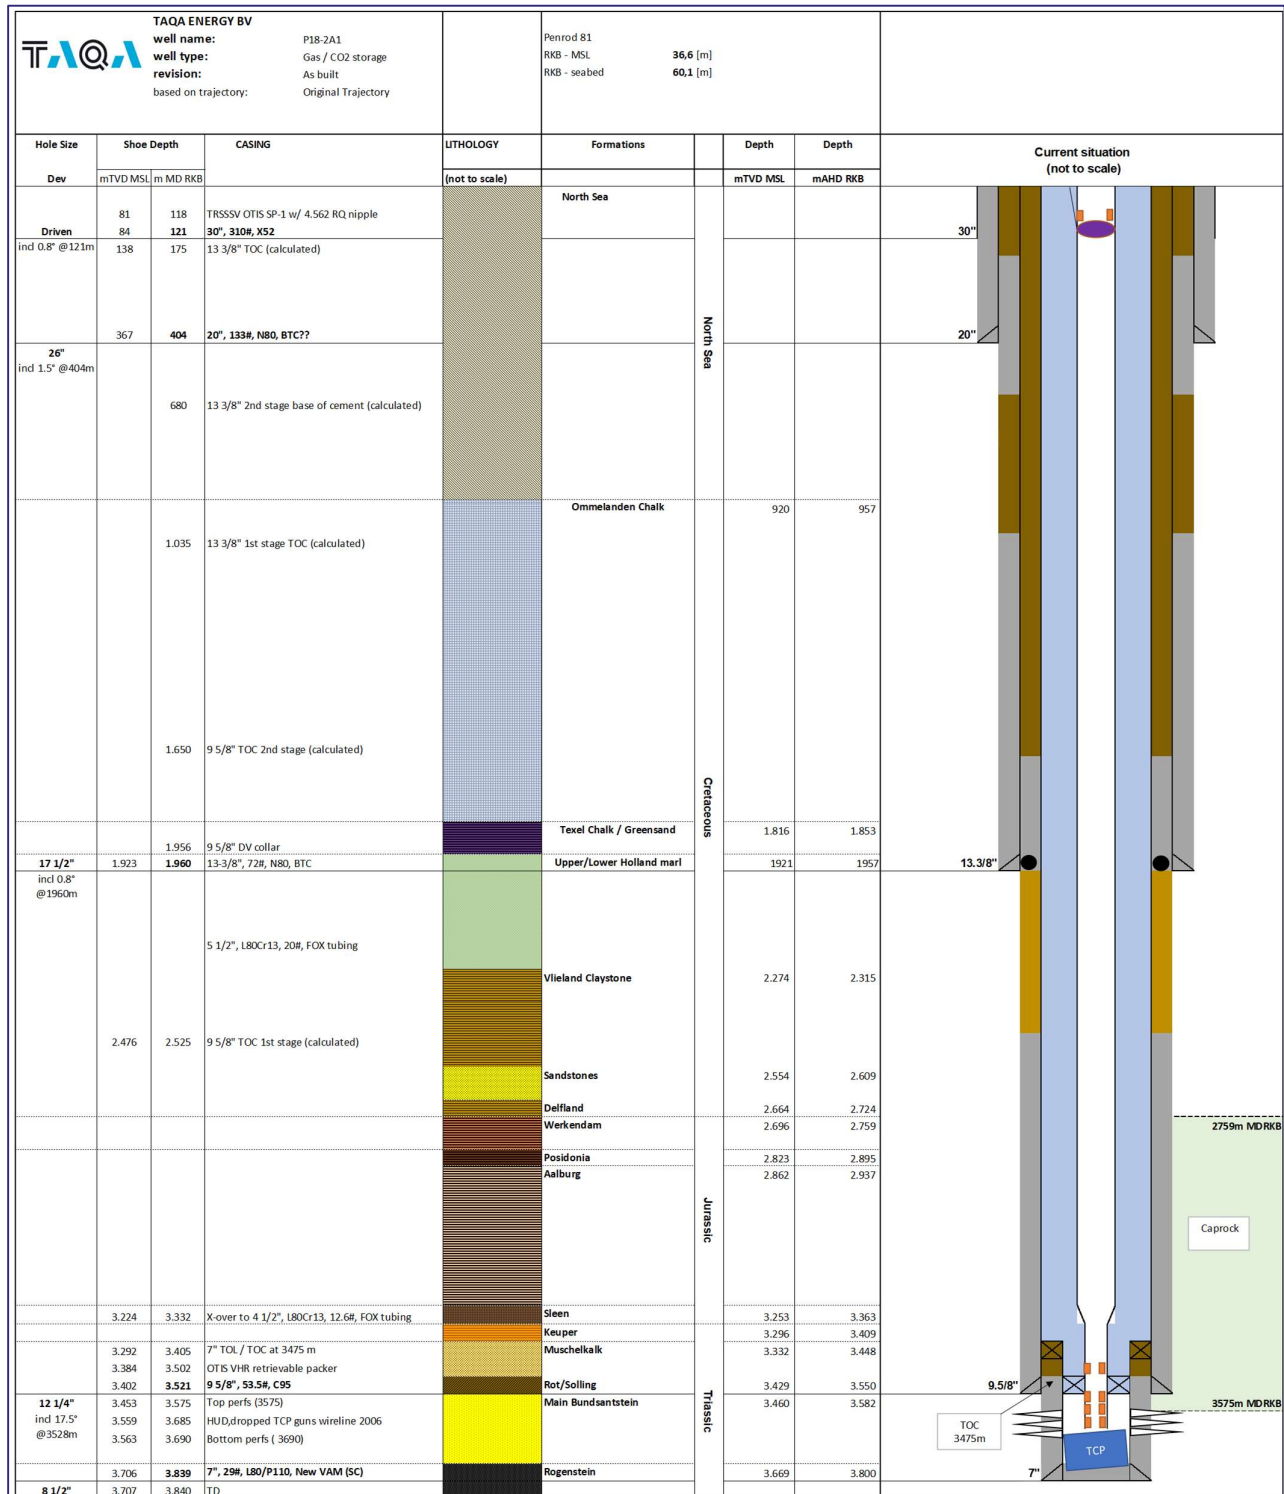 TAQA
TAQA ENERGY BV
well name: P18-2A1
well type: Gas / CO2 storage
revision: As built
based on trajectory: Original Trajectory
Penrod 81
RKB - MSL 36,6 [m]
RKB - seabed 60,1 [m]
Hole Size Shoe Depth CASING LITHOLOGY Formations Depth Depth
Current situation
(not to scale)
Dev mTVD MSL m MD RKB (not to scale) mTVD MSL mAHD RKB
North Sea
81 118 TRSSSV OTIS SP-1 w/ 4.562 RQ nipple
Driven 84 121 30", 310#, X52 30"
incl 0.8° @121m 138 175 13 3/8" TOC (calculated)
North Sea
367 404 20", 133#, N80, BTC?? 20"
26"
incl 1.5° @404m
680 13 3/8" 2nd stage base of cement (calculated)
Ommelanden Chalk 920 957
1.035 13 3/8" 1st stage TOC (calculated)
1.650 9 5/8" TOC 2nd stage (calculated)
Cretaceous
Texel Chalk / Greensand 1.816 1.853
1.956 9 5/8" DV collar
17 1/2" 1.923 1.960 13-3/8", 72#, N80, BTC Upper/Lower Holland marl 1921 1957 13.3/8"
incl 0.8°
@1960m
5 1/2", L80Cr13, 20#, FOX tubing
Vlieland Claystone 2.274 2.315
2.476 2.525 9 5/8" TOC 1st stage (calculated)
Sandstones 2.554 2.609
Delfland 2.664 2.724
Werkendam 2.696 2.759 2759m MDRKB
Posidonia 2.823 2.895
Aalburg 2.862 2.937
Jurassic
Caprock
3.224 3.332 X-over to 4 1/2", L80Cr13, 12.6#, FOX tubing Sleen 3.253 3.363
Keuper 3.296 3.409
3.292 3.405 7" TOL / TOC at 3475 m Muschelkalk 3.332 3.448
3.384 3.502 OTIS VHR retrievable packer
3.402 3.521 9 5/8", 53.5#, C95 Rot/Solling 3.429 3.550 9.5/8"
Triassic
12 1/4" 3.453 3.575 Top perfs (3575) Main Bundsantstein 3.460 3.582 3575m MDRKB
incl 17.5° 3.559 3.685 HUD,dropped TCP guns wireline 2006
@3528m 3.563 3.690 Bottom perfs ( 3690)
TOC
3475m
TCP
3.706 3.839 7", 29#, L80/P110, New VAM (SC) Rogenstein 3.669 3.800 7"
8 1/2" 3.707 3.840 TD